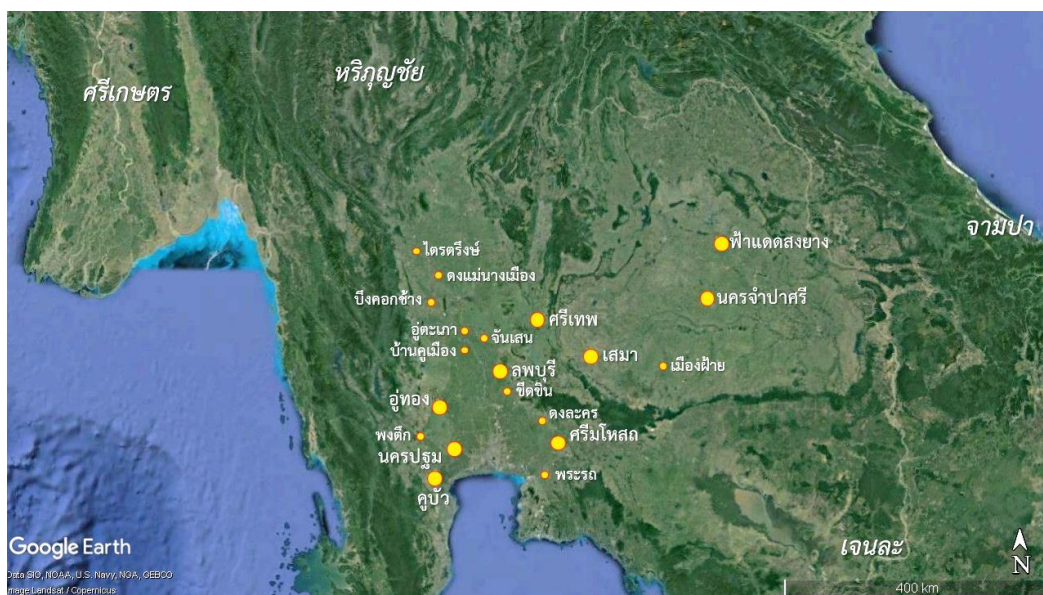 หริภุญชัย
ศรีเกษตร
จามปา
ฟ้าแดดสงยาง
ไตรตรึงษ์
ดงแม่นางเมือง
บึงคอกช้าง
นครจำปาศรี
ศรีเทพ
อู่ตะเภา
จันเสน
บ้านคูเมือง
เสมา
เมืองฝ้าย
ลพบุรี
ขีดขิน
อู่ทอง
ดงละคร
พงตึก
ศรีมโหสถ
นครปฐม
พระรถ
คูบัว
เจนละ
Google Earth
N
Data SIO, NOAA, U.S. Navy, NGA, GEBCO
Image Landsat / Copernicus
400 km